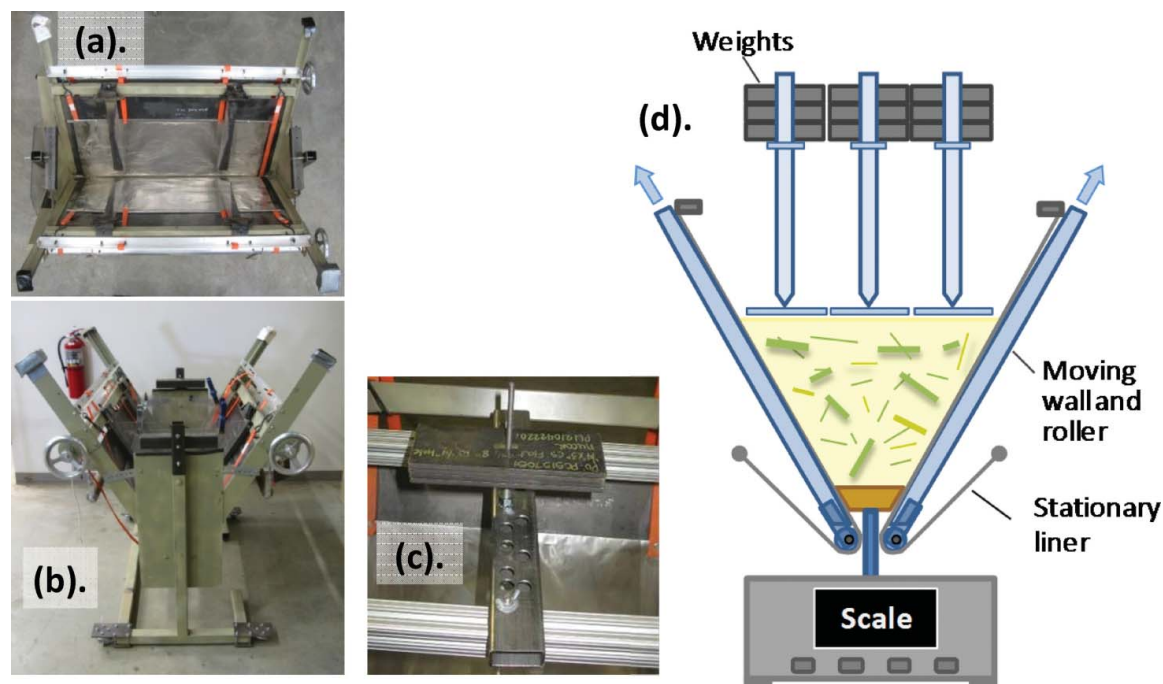 (a).
(b).
(c).
(d).
Weights
Moving
wall and
roller
Stationary
liner
Scale